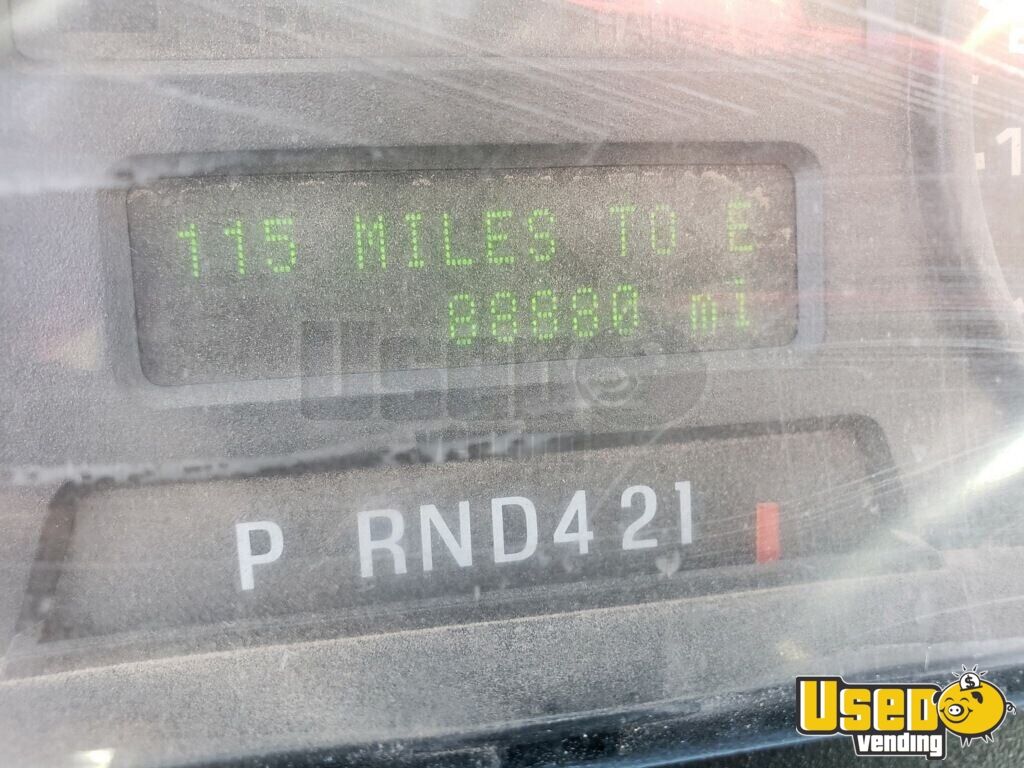 115 MILES TO E
88880 mi
P RND421
USED
vending